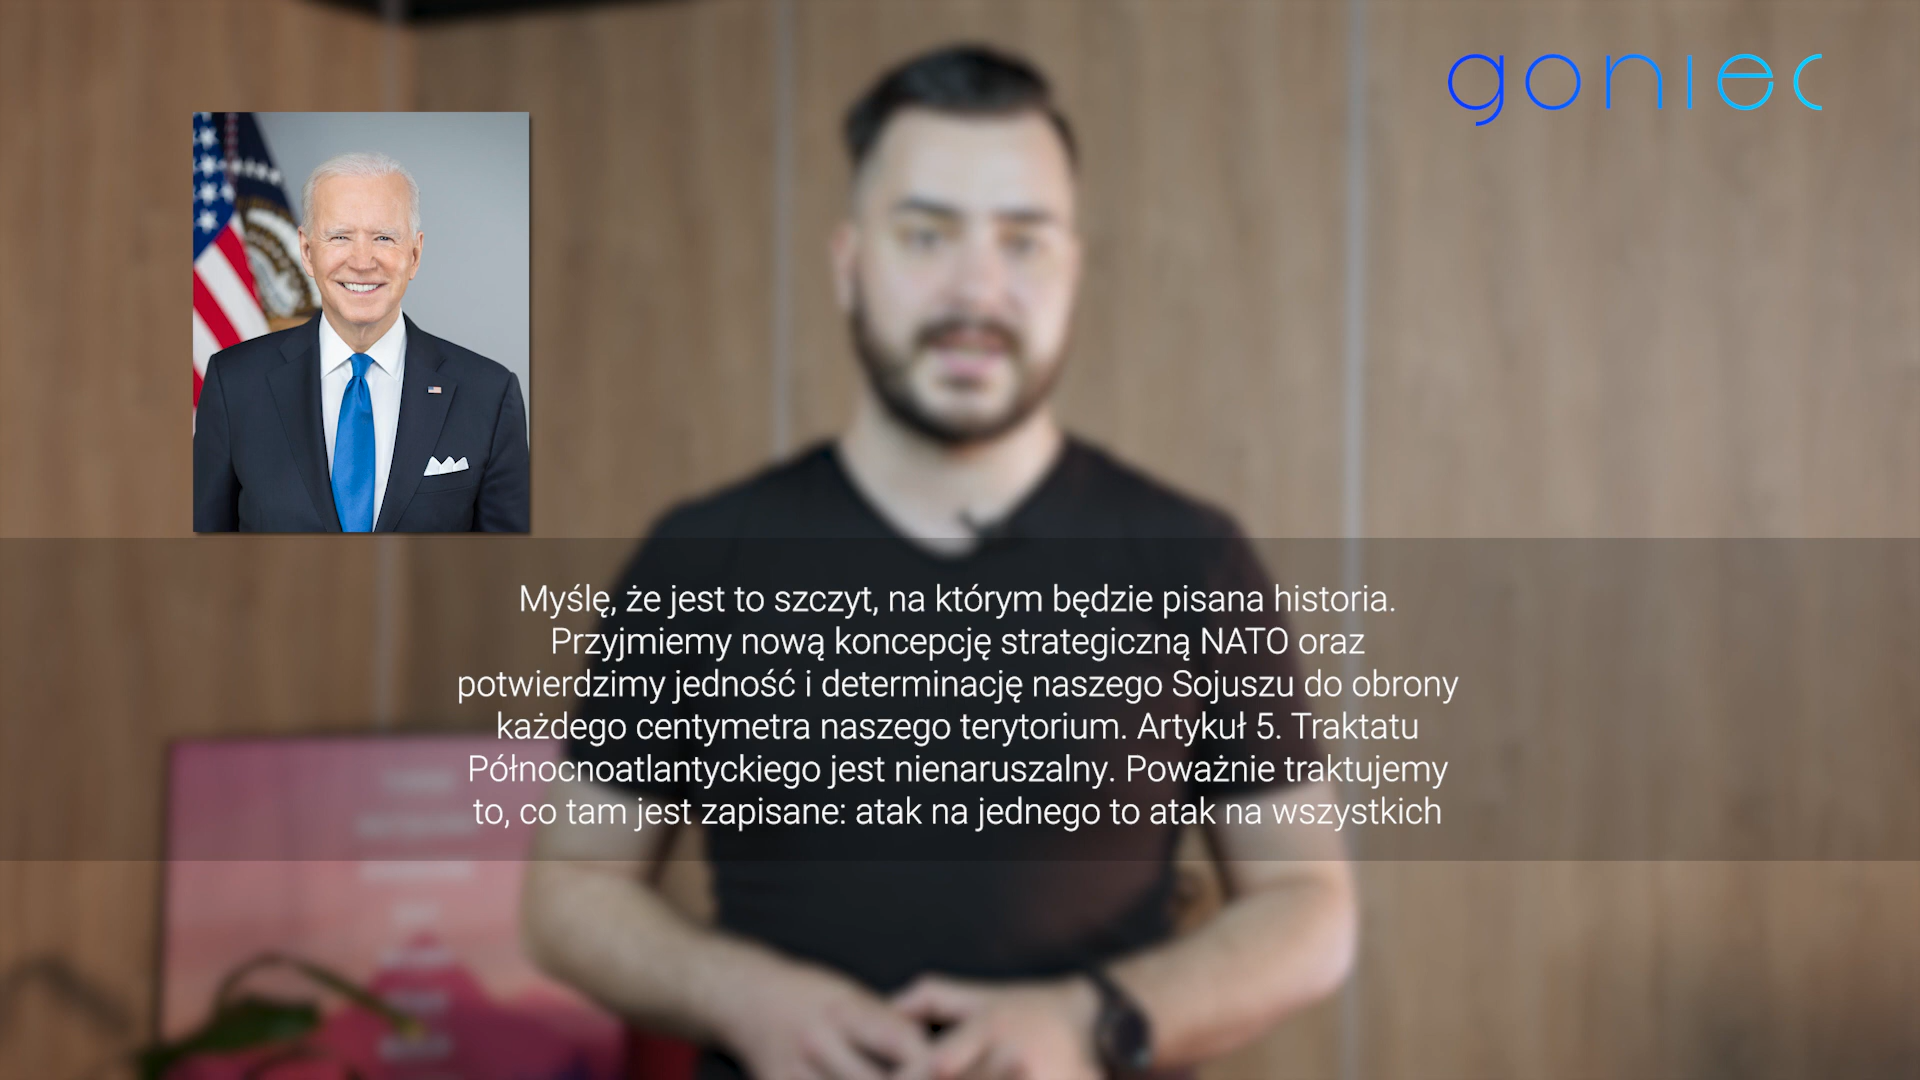 goniec
Myślę, że jest to szczyt, na którym będzie pisana historia.
Przyjmiemy nową koncepcję strategiczną NATO oraz
potwierdzimy jedność i determinację naszego Sojuszu do obrony
każdego centymetra naszego terytorium. Artykuł 5. Traktatu
Północnoatlantyckiego jest nienaruszalny. Poważnie traktujemy
to, co tam jest zapisane: atak na jednego to atak na wszystkich